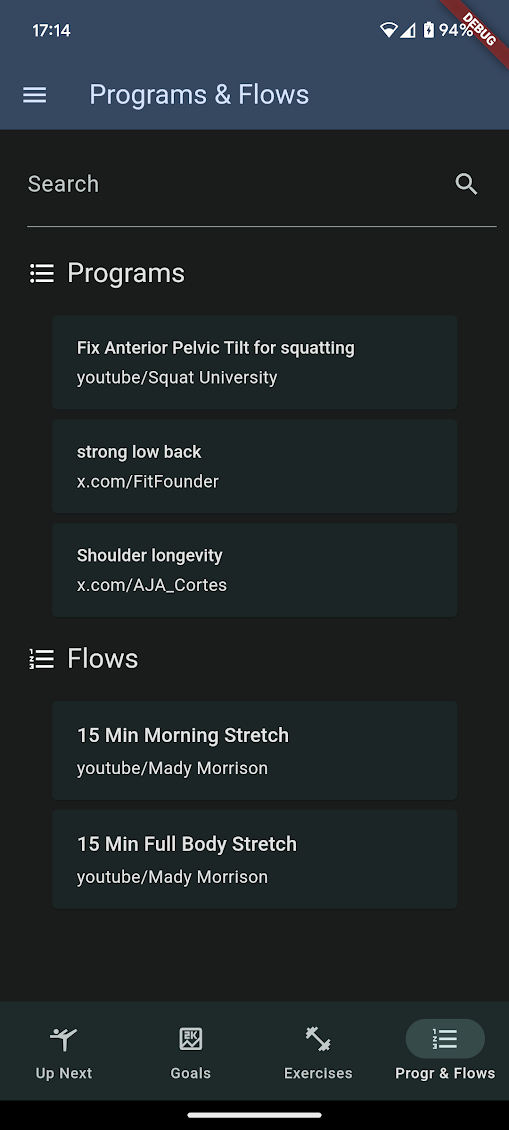 17:14
94%
DEBUG
Programs & Flows
Search
Programs
Fix Anterior Pelvic Tilt for squatting
youtube/Squat University
strong low back
x.com/FitFounder
Shoulder longevity
x.com/AJA_Cortes
Flows
15 Min Morning Stretch
youtube/Mady Morrison
15 Min Full Body Stretch
youtube/Mady Morrison
Up Next
Goals
Exercises
Progr & Flows